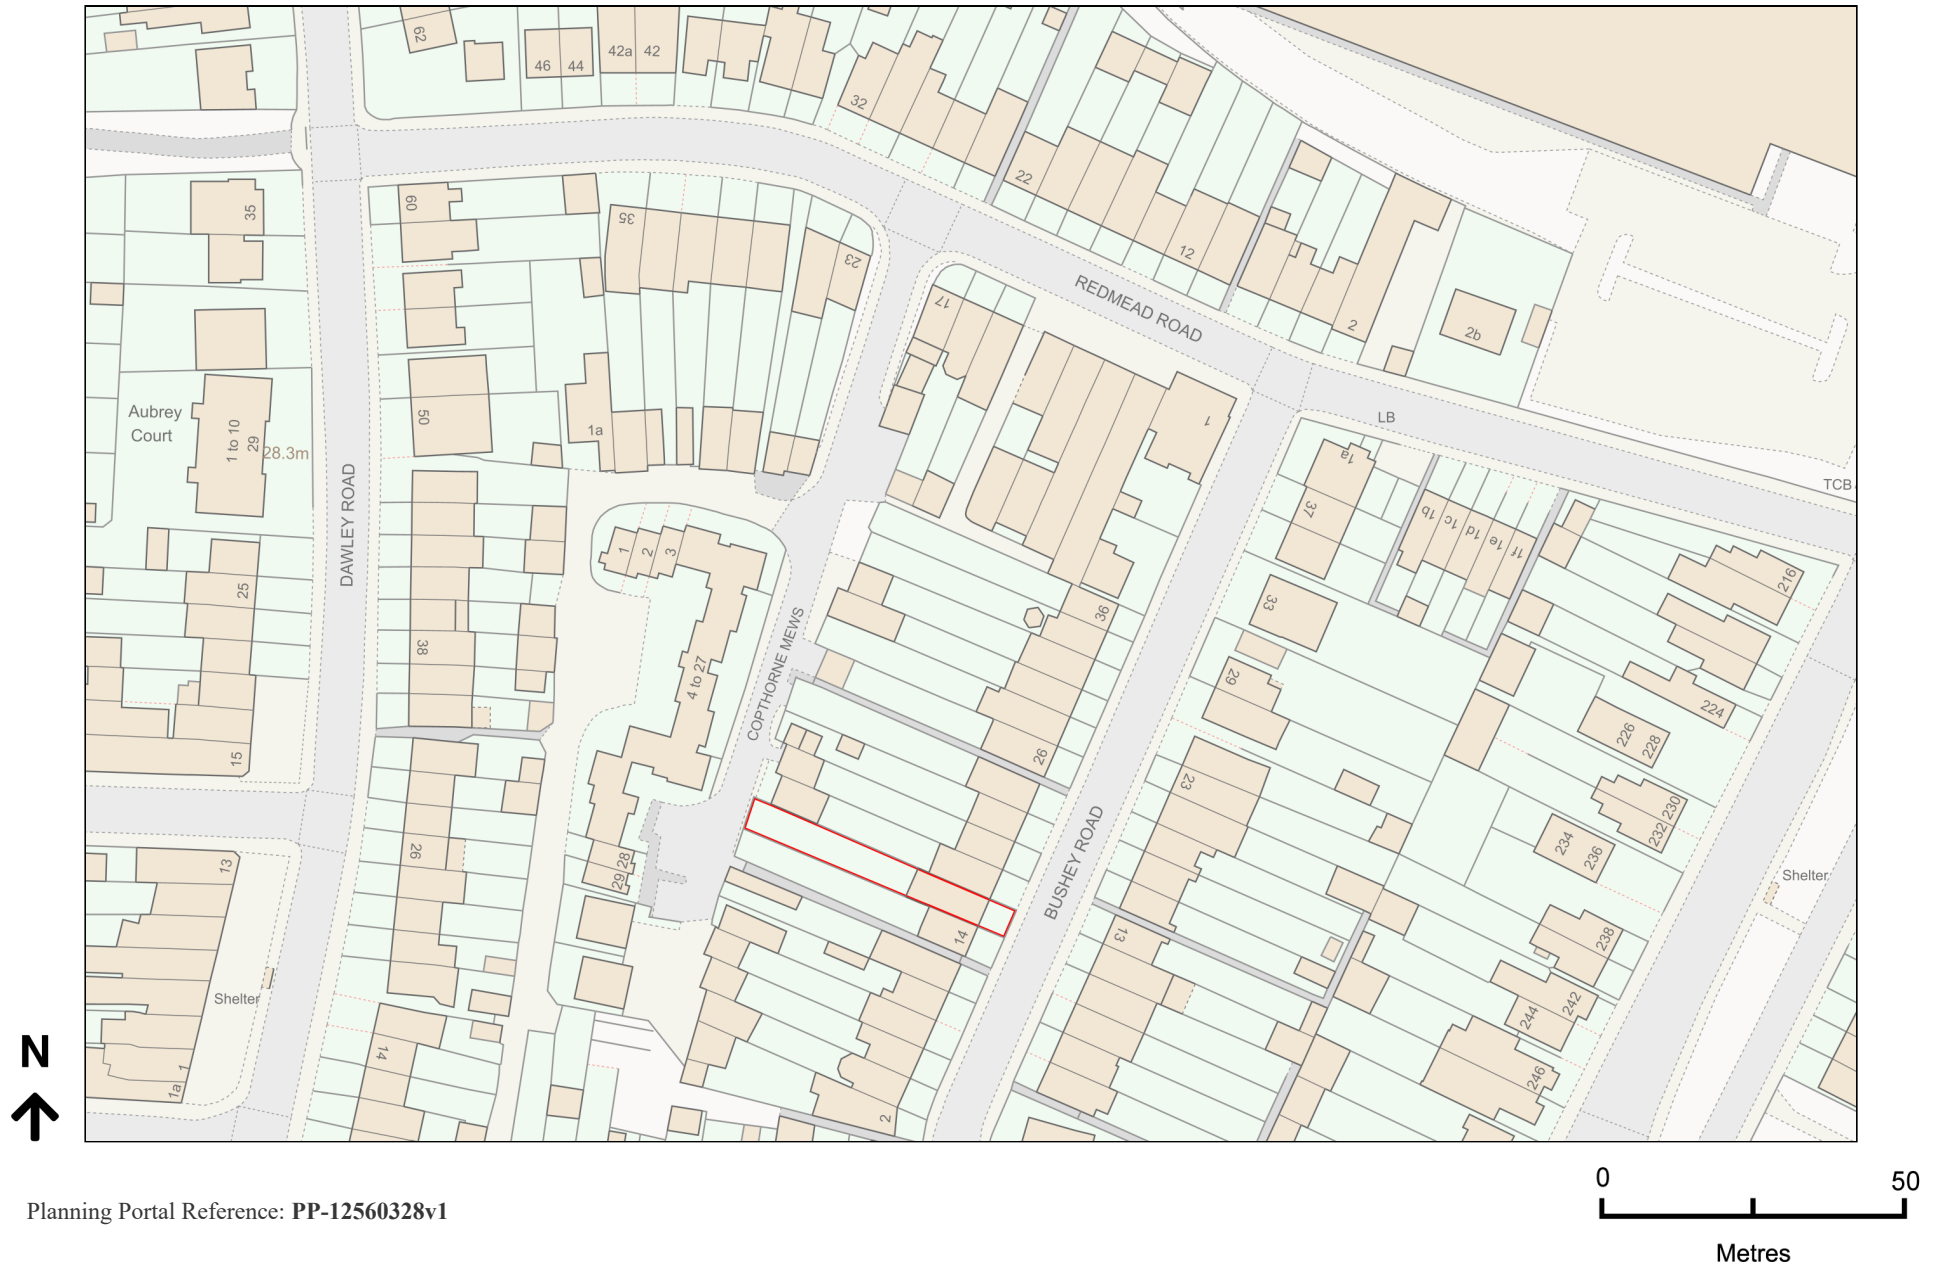 62
46
44
42a
42
32
22
12
2
2b
35
60
35
23
17
REDMEAD ROAD
1
LB
TCB
Aubrey
Court
1 to 10
29
28.3m
50
1a
DAWLEY ROAD
1a
37
1b
1c
1d
1e
1f
216
1
2
3
25
38
4 to 27
COPTHORNE MEWS
36
33
29
224
226
228
15
26
23
230
232
234
236
BUSHEY ROAD
Shelter
26
28
29
13
14
13
238
Shelter
244
242
246
14
1
1a
2
N
0
50
Metres
Planning Portal Reference: PP-12560328v1